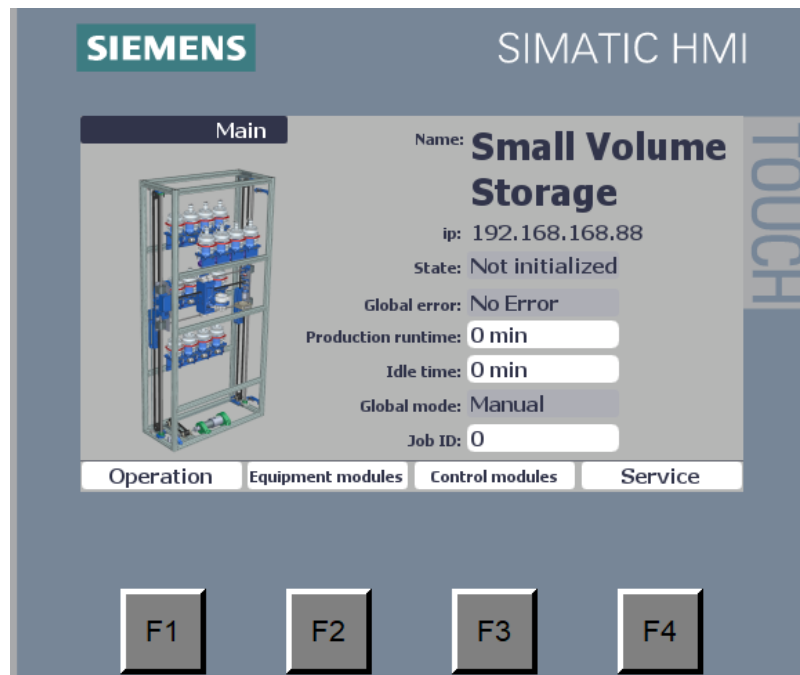 SIEMENS
SIMATIC HMI
TOUCH
Main
Name: Small Volume
Storage
ip: 192.168.168.88
State: Not initialized
Global error: No Error
Production runtime: 0 min
Idle time: 0 min
Global mode: Manual
Job ID: 0
Operation Equipment modules Control modules Service
F1 F2 F3 F4